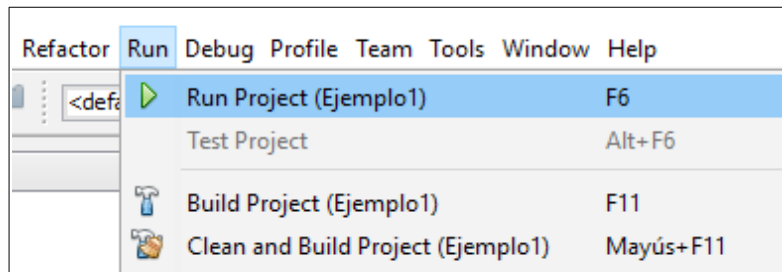 Refactor Run Debug Profile Team Tools Window Help
<defa
Run Project (Ejemplo1) F6
Test Project Alt+F6
Build Project (Ejemplo1) F11
Clean and Build Project (Ejemplo1) Mayús+F11